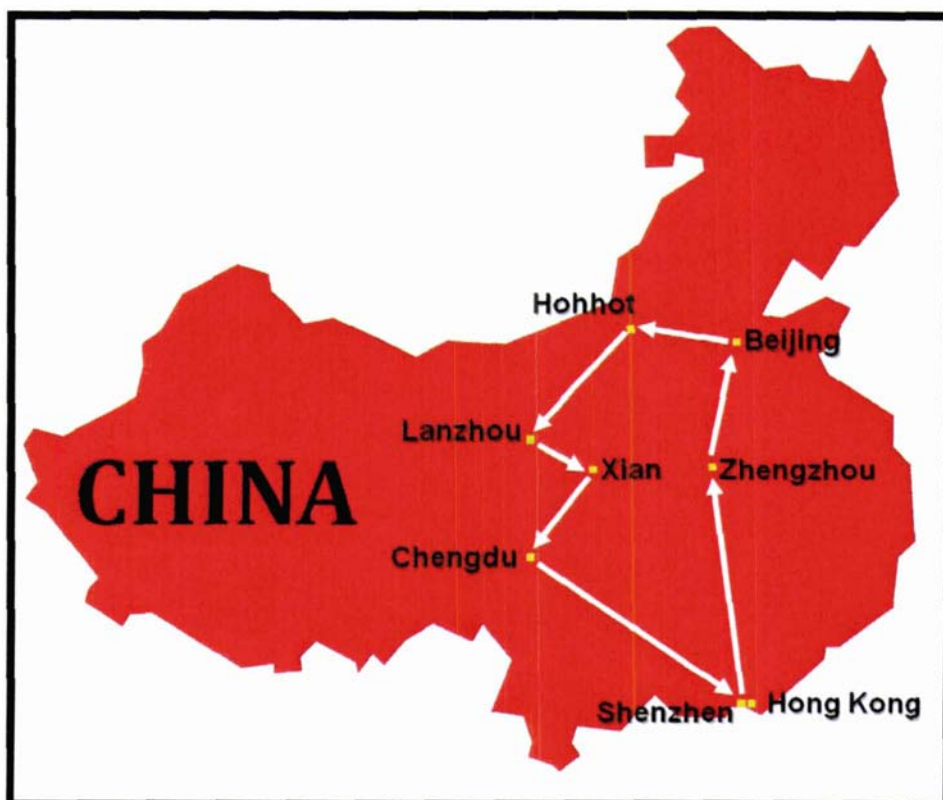 Hohhot
Beijing
Lanzhou
Xian
Zhengzhou
CHINA
Chengdu
Shenzhen
Hong Kong